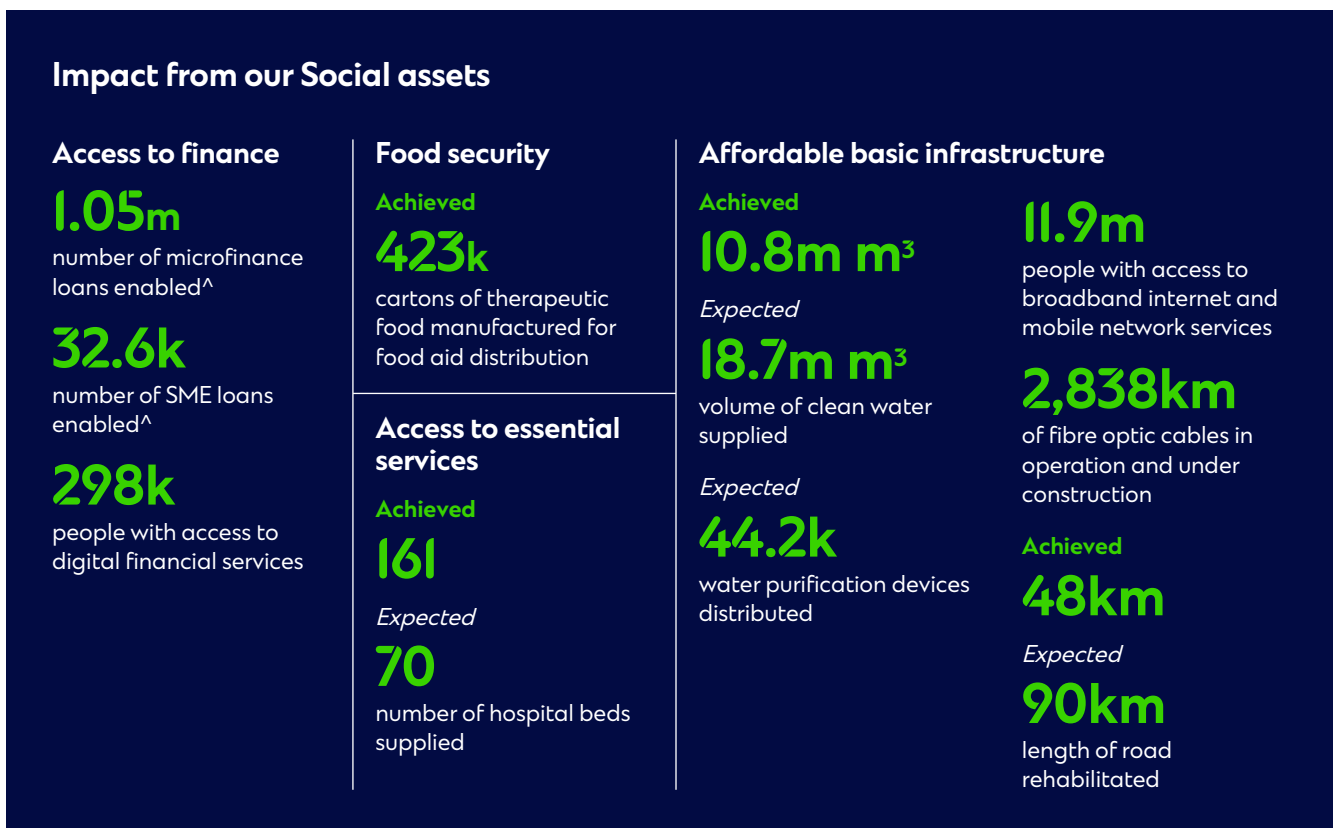 Impact from our Social assets
Access to finance
1.05m
number of microfinance
loans enabled^
32.6k
number of SME loans
enabled^
298k
people with access to
digital financial services
Food security
Achieved
423k
cartons of therapeutic
food manufactured for
food aid distribution
Access to essential
services
Achieved
161
Expected
70
number of hospital beds
supplied
Affordable basic infrastructure
Achieved
10.8m m³
Expected
18.7m m³
volume of clean water
supplied
Expected
44.2k
water purification devices
distributed
11.9m
people with access to
broadband internet and
mobile network services
2,838km
of fibre optic cables in
operation and under
construction
Achieved
48km
Expected
90km
length of road
rehabilitated